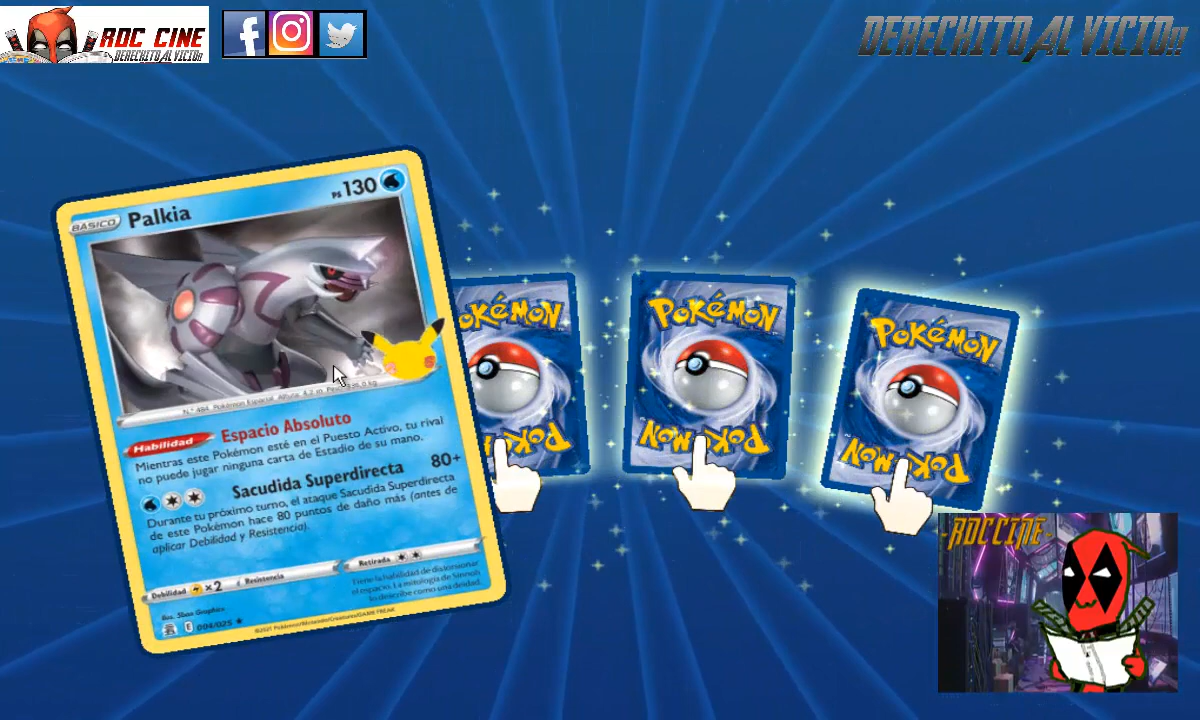 RDC CINE
DERECHITO AL VICIO!!
DERECHITO AL VICIO!!
BÁSICO Palkia PS 130
N.º 484. Pokémon Espacial. Altura: 4,2 m. Peso: 336,0 kg
Habilidad Espacio Absoluto
Mientras este Pokémon esté en el Puesto Activo, tu rival
no puede jugar ninguna carta de Estadio de su mano.
Sacudida Superdirecta 80+
Durante tu próximo turno, el ataque Sacudida Superdirecta
de este Pokémon hace 80 puntos de daño más (antes de
aplicar Debilidad y Resistencia).
Debilidad ×2 Resistencia Retirada
Tiene la habilidad de distorsionar
el espacio. La mitología de Sinnoh
lo describe como una deidad.
E 004/025
©2021 Pokémon/Nintendo/Creatures/GAME FREAK
POKéMON
POKéMON
POKéMON
POKéMON
POKéMON
POKéMON
-RDC CINE-